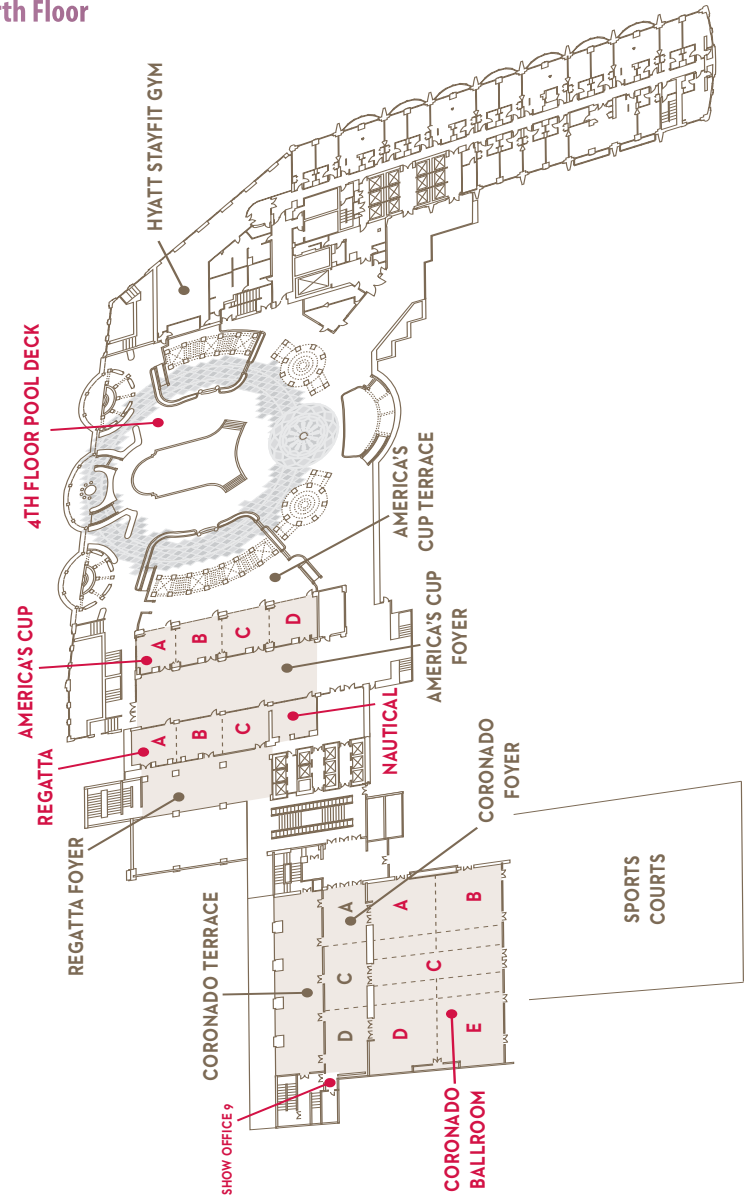 rth Floor
HYATT STAYFIT GYM
4TH FLOOR POOL DECK
AMERICA'S
CUP TERRACE
AMERICA'S CUP
A
B
C
D
AMERICA'S CUP
FOYER
REGATTA
A
B
C
NAUTICAL
REGATTA FOYER
CORONADO
FOYER
CORONADO TERRACE
A
C
D
A
B
C
D
E
SPORTS
COURTS
SHOW OFFICE 9
CORONADO
BALLROOM